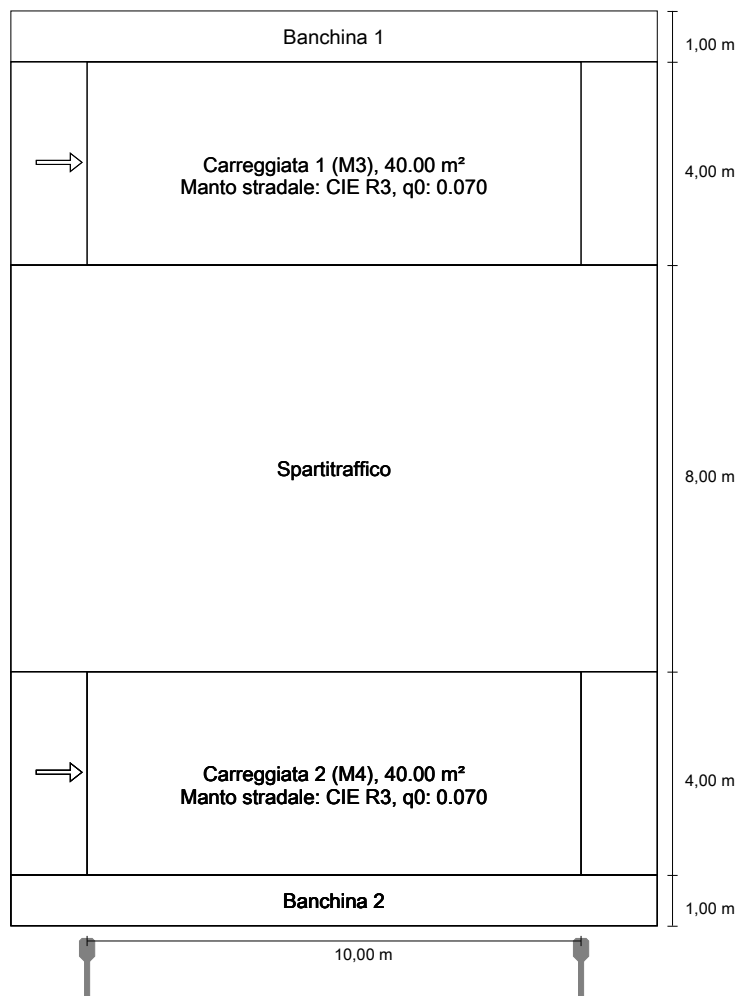 Banchina 1
1,00 m
Carreggiata 1 (M3), 40.00 m²
Manto stradale: CIE R3, q0: 0.070
4,00 m
Spartitraffico
8,00 m
Carreggiata 2 (M4), 40.00 m²
Manto stradale: CIE R3, q0: 0.070
4,00 m
Banchina 2
1,00 m
10,00 m